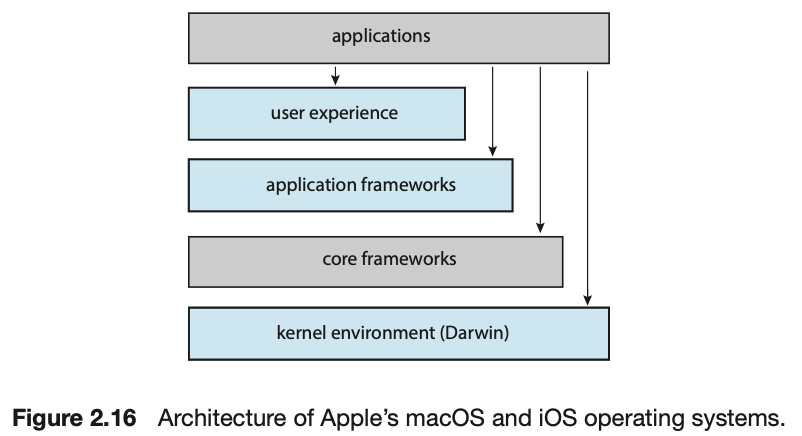 applications
user experience
application frameworks
core frameworks
kernel environment (Darwin)
Figure 2.16 Architecture of Apple’s macOS and iOS operating systems.